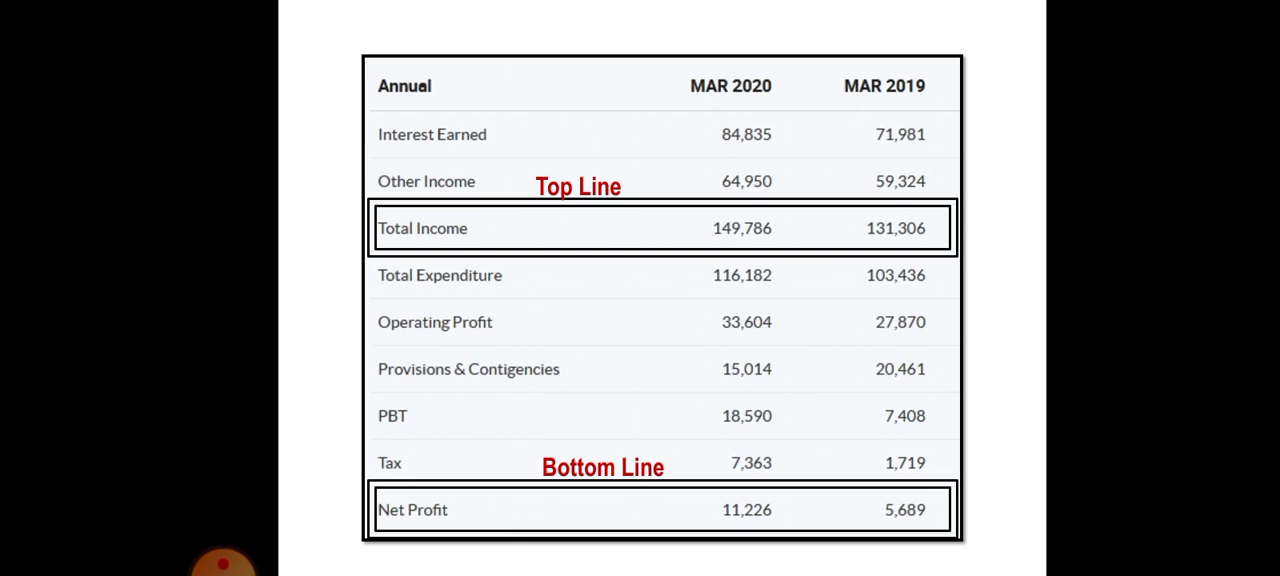 Annual MAR 2020 MAR 2019
Interest Earned 84,835 71,981
Other Income Top Line 64,950 59,324
Total Income 149,786 131,306
Total Expenditure 116,182 103,436
Operating Profit 33,604 27,870
Provisions & Contigencies 15,014 20,461
PBT 18,590 7,408
Tax Bottom Line 7,363 1,719
Net Profit 11,226 5,689